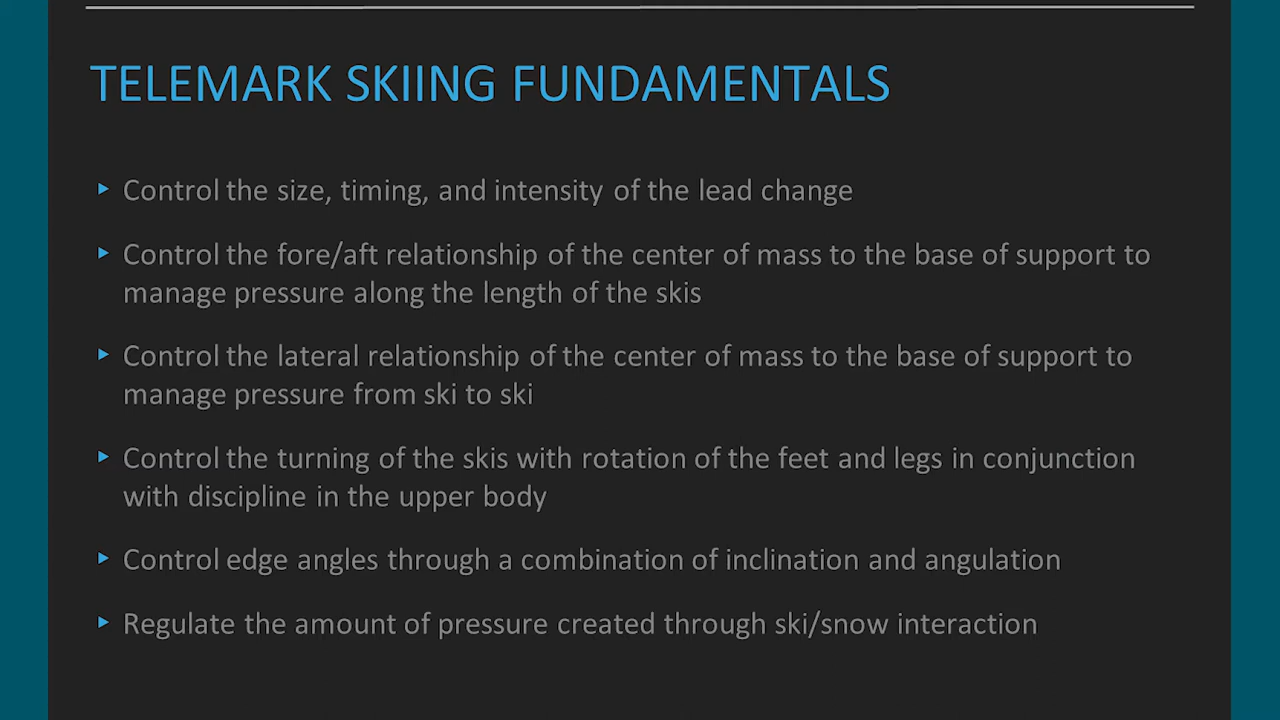 TELEMARK SKIING FUNDAMENTALS
Control the size, timing, and intensity of the lead change
Control the fore/aft relationship of the center of mass to the base of support to
manage pressure along the length of the skis
Control the lateral relationship of the center of mass to the base of support to
manage pressure from ski to ski
Control the turning of the skis with rotation of the feet and legs in conjunction
with discipline in the upper body
Control edge angles through a combination of inclination and angulation
Regulate the amount of pressure created through ski/snow interaction